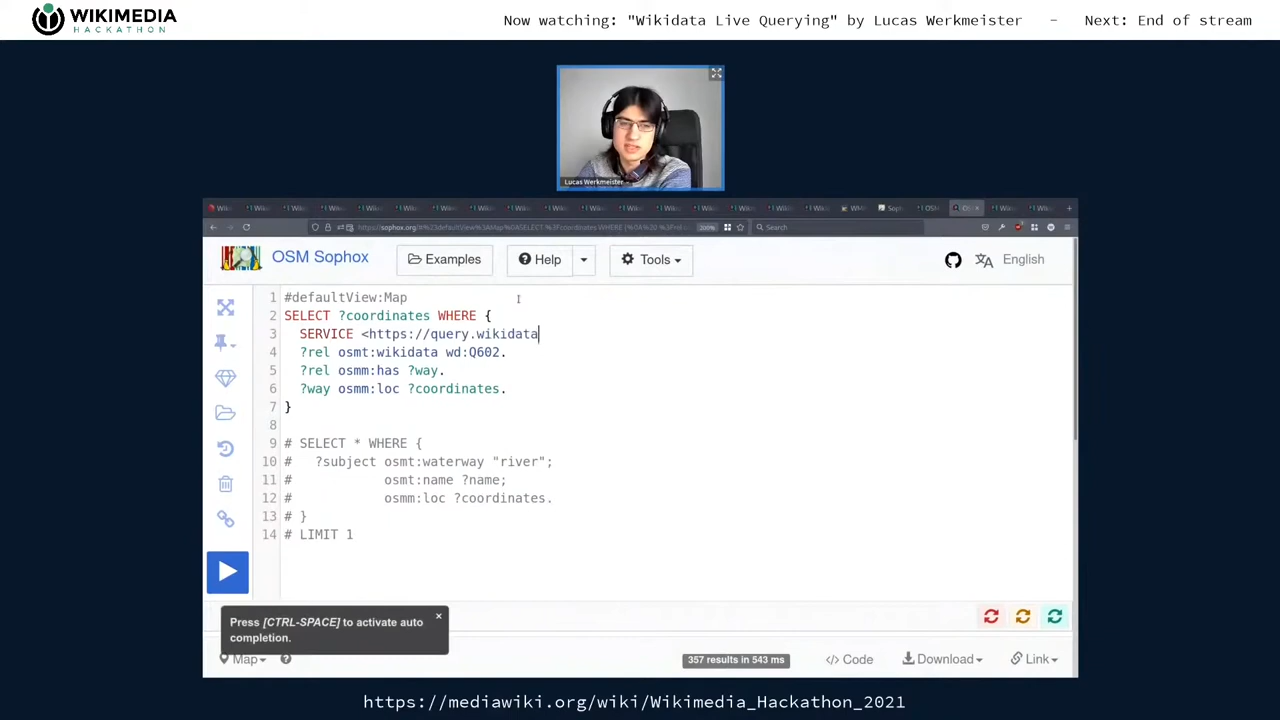 WIKIMEDIA
HACKATHON
Now watching: "Wikidata Live Querying" by Lucas Werkmeister - Next: End of stream
Lucas Werkmeister
OSM Sophox
Examples
Help
Tools
English
1 #defaultView:Map
2 SELECT ?coordinates WHERE {
3 SERVICE <https://query.wikidata
4 ?rel osmt:wikidata wd:Q602.
5 ?rel osmm:has ?way.
6 ?way osmm:loc ?coordinates.
7 }
8
9 # SELECT * WHERE {
10 # ?subject osmt:waterway "river";
11 # osmt:name ?name;
12 # osmm:loc ?coordinates.
13 # }
14 # LIMIT 1
Press [CTRL-SPACE] to activate auto
completion.
×
Map
357 results in 543 ms
</> Code
Download
Link
https://mediawiki.org/wiki/Wikimedia_Hackathon_2021